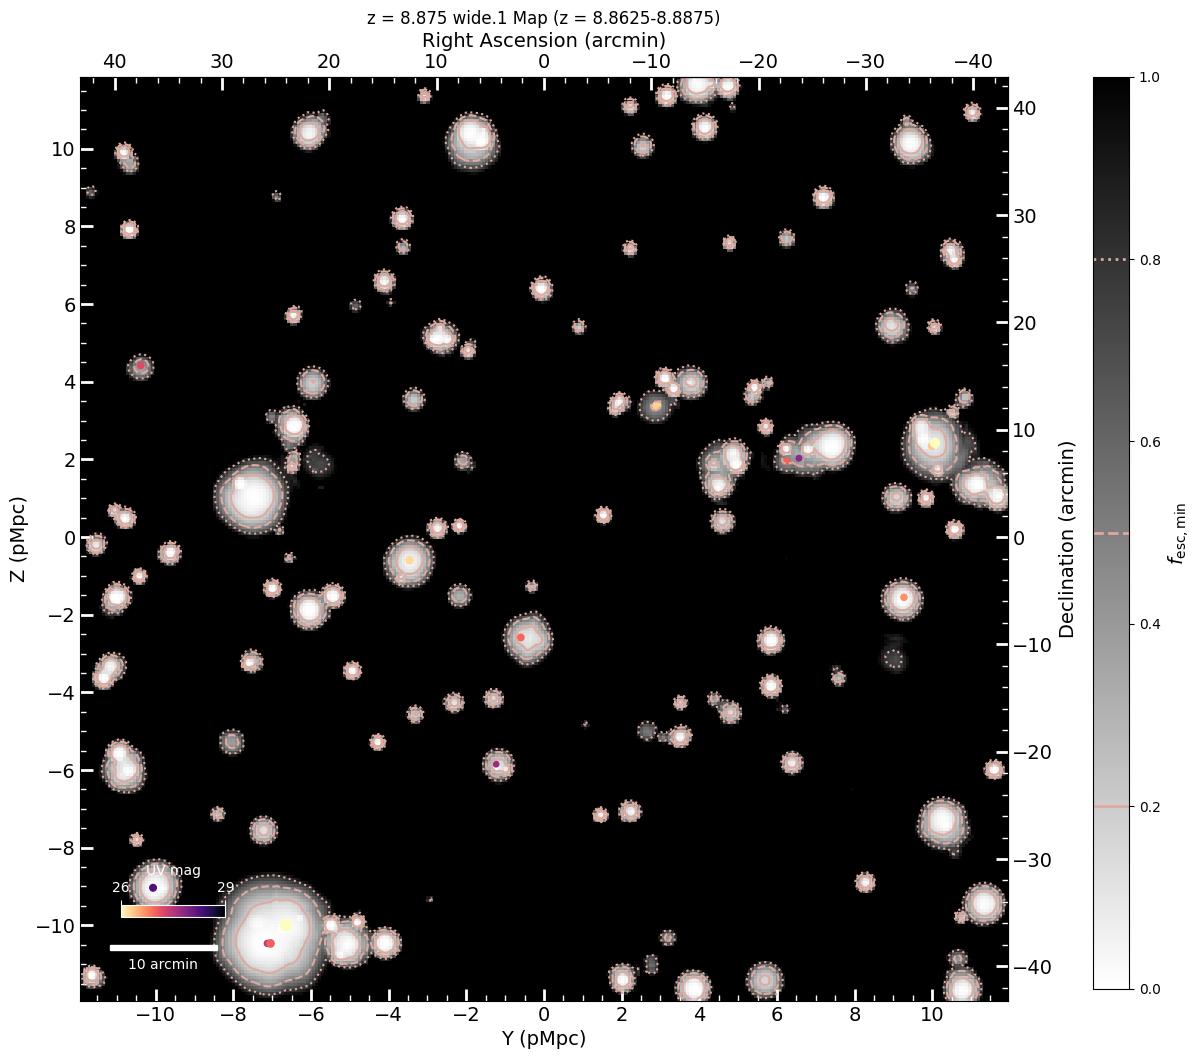 z = 8.875 wide.1 Map (z = 8.8625-8.8875)
Right Ascension (arcmin)
40 30 20 10 0 −10 −20 −30 −40
10
8
6
4
2
0
−2
−4
−6
−8
−10
Z (pMpc)
UV mag
26 29
10 arcmin
−10 −8 −6 −4 −2 0 2 4 6 8 10
Y (pMpc)
40
30
20
10
0
−10
−20
−30
−40
Declination (arcmin)
1.0
0.8
0.6
0.4
0.2
0.0
fesc, min